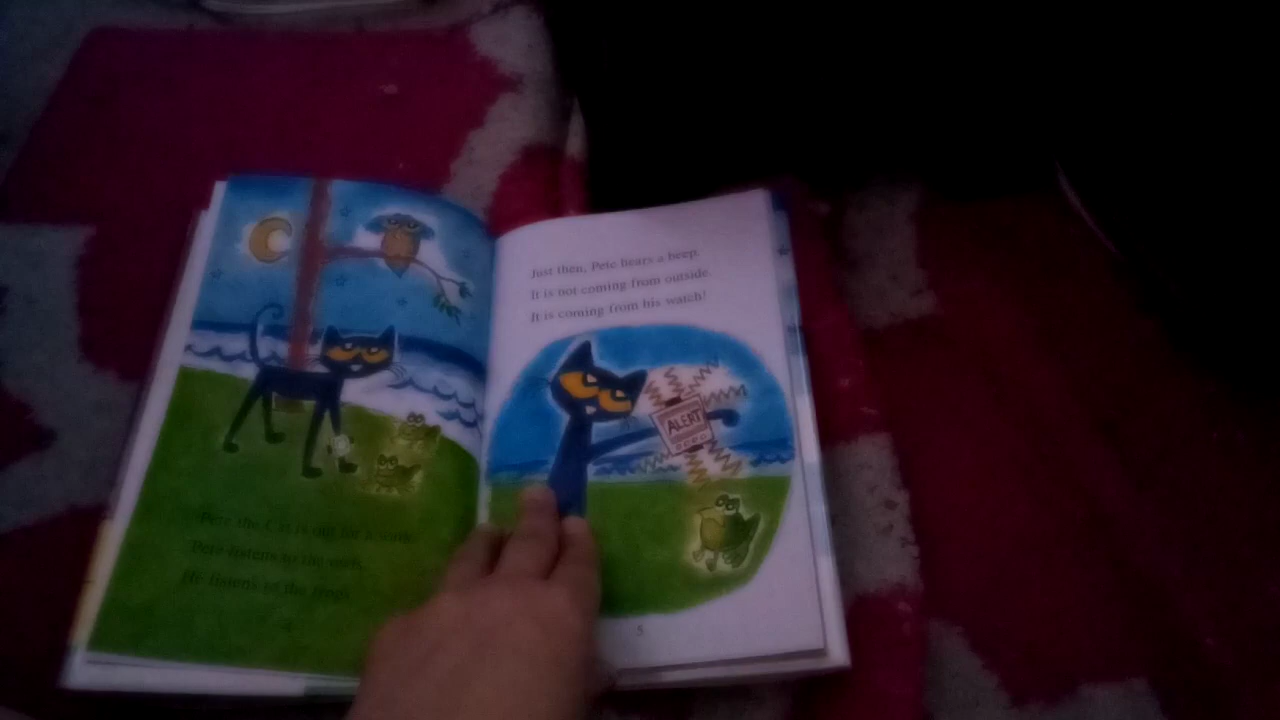 Pete the Cat is out for a walk.
Pete listens to the owls.
He listens to the frogs.
Just then, Pete hears a beep.
It is not coming from outside.
It is coming from his watch!
ALERT
5